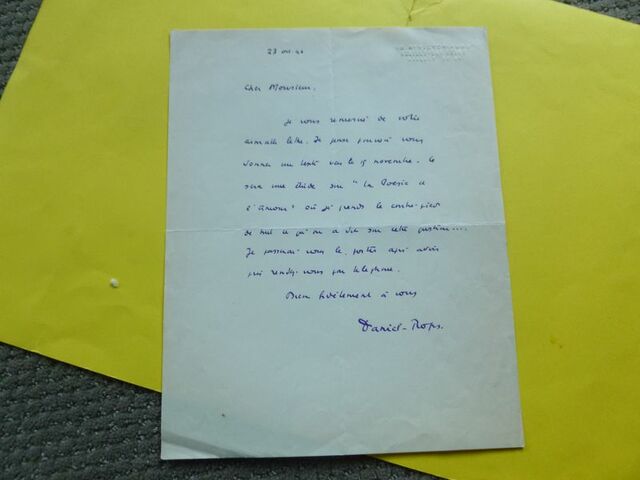 23 oct. 46
Cher Monsieur,
Je vous remercie de votre
aimable lettre. Je pense pouvoir vous
donner un texte vers le 15 novembre. Ce
sera une étude sur "La Poésie et
l'amour" où je prends le contre-pied
de tout ce qu'on a dit sur cette question...
Je passerai vous le porter après avoir
pris rendez-vous par téléphone.
Bien fidèlement à vous
Daniel-Rops.